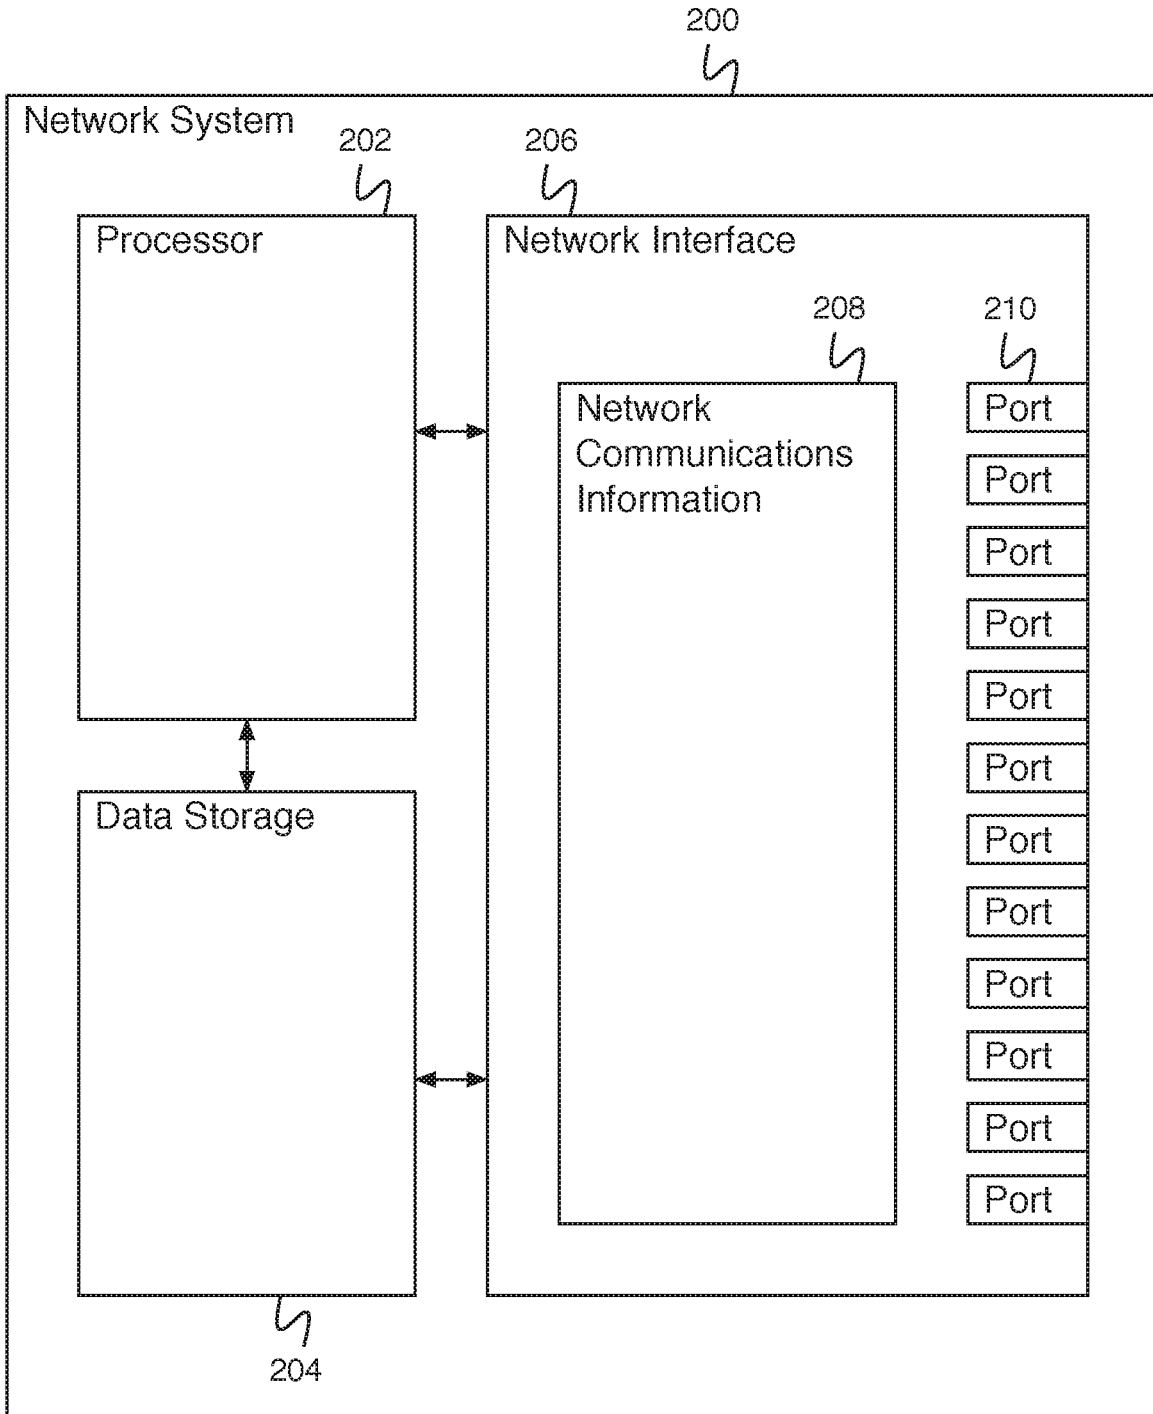 200
Network System
202
206
Processor
Network Interface
208
210
Network
Communications
Information
Port
Port
Port
Port
Port
Port
Port
Port
Port
Port
Port
Port
Data Storage
204